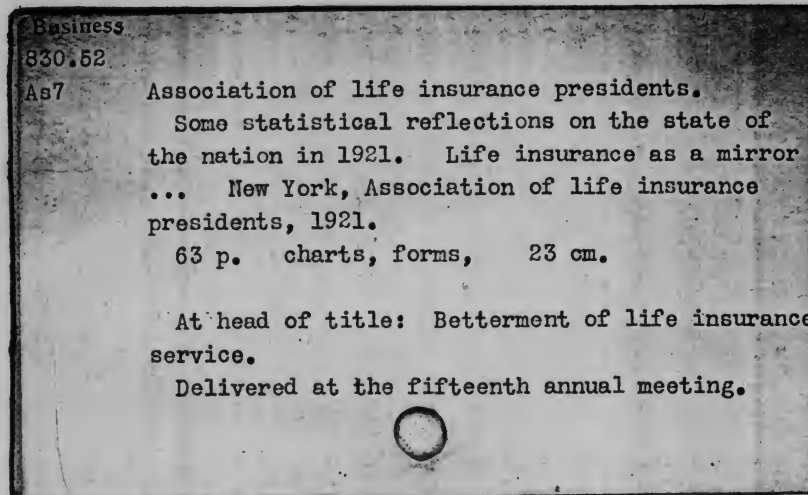 Business
830.52
As7 Association of life insurance presidents.
Some statistical reflections on the state of
the nation in 1921. Life insurance as a mirror
... New York, Association of life insurance
presidents, 1921.
63 p. charts, forms, 23 cm.
At head of title: Betterment of life insurance
service.
Delivered at the fifteenth annual meeting.